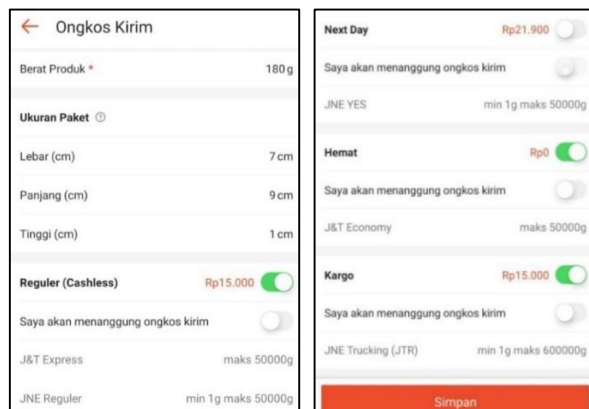 Ongkos Kirim
Berat Produk * 180 g
Ukuran Paket ?
Lebar (cm) 7 cm
Panjang (cm) 9 cm
Tinggi (cm) 1 cm
Reguler (Cashless) Rp15.000
Saya akan menanggung ongkos kirim
J&T Express maks 50000g
JNE Reguler min 1g maks 50000g
Next Day Rp21.900
Saya akan menanggung ongkos kirim
JNE YES min 1g maks 50000g
Hemat Rp0
Saya akan menanggung ongkos kirim
J&T Economy maks 50000g
Kargo Rp15.000
Saya akan menanggung ongkos kirim
JNE Trucking (JTR) min 1g maks 600000g
Simpan